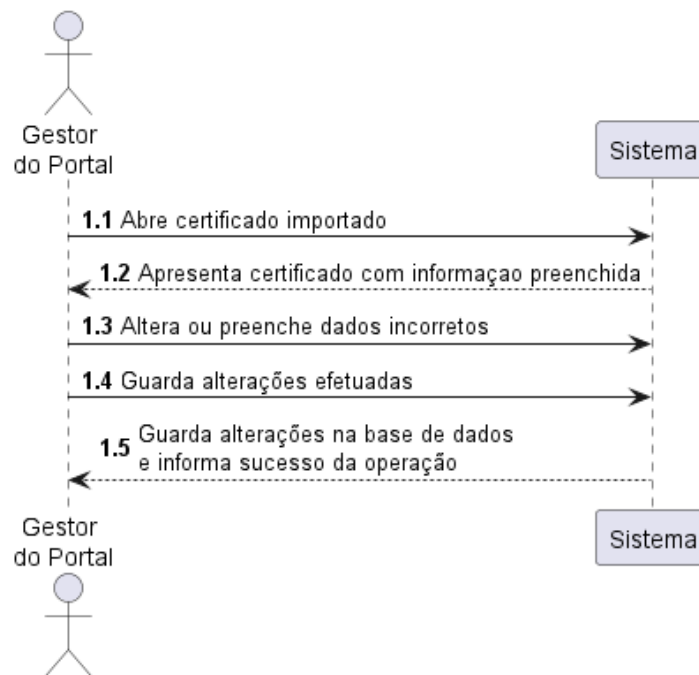 Gestor
do Portal
Sistema
1.1 Abre certificado importado
1.2 Apresenta certificado com informaçao preenchida
1.3 Altera ou preenche dados incorretos
1.4 Guarda alterações efetuadas
1.5 Guarda alterações na base de dados
e informa sucesso da operação
Gestor
do Portal
Sistema